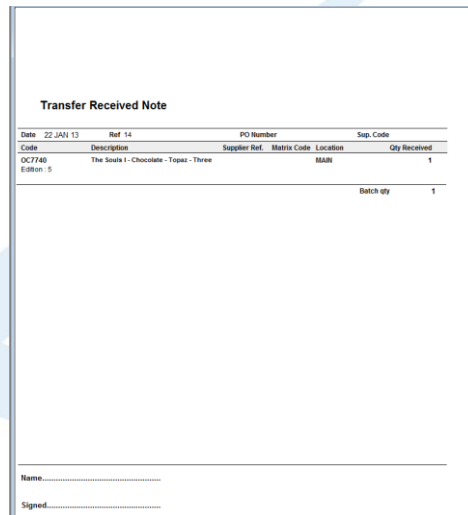 Transfer Received Note
Date 22 JAN 13 Ref 14 PO Number Sup. Code
Code Description Supplier Ref. Matrix Code Location Qty Received
OC7740 The Souls I - Chocolate - Topaz - Three MAIN 1
Edition : 5
Batch qty 1
Name..................................................
Signed................................................